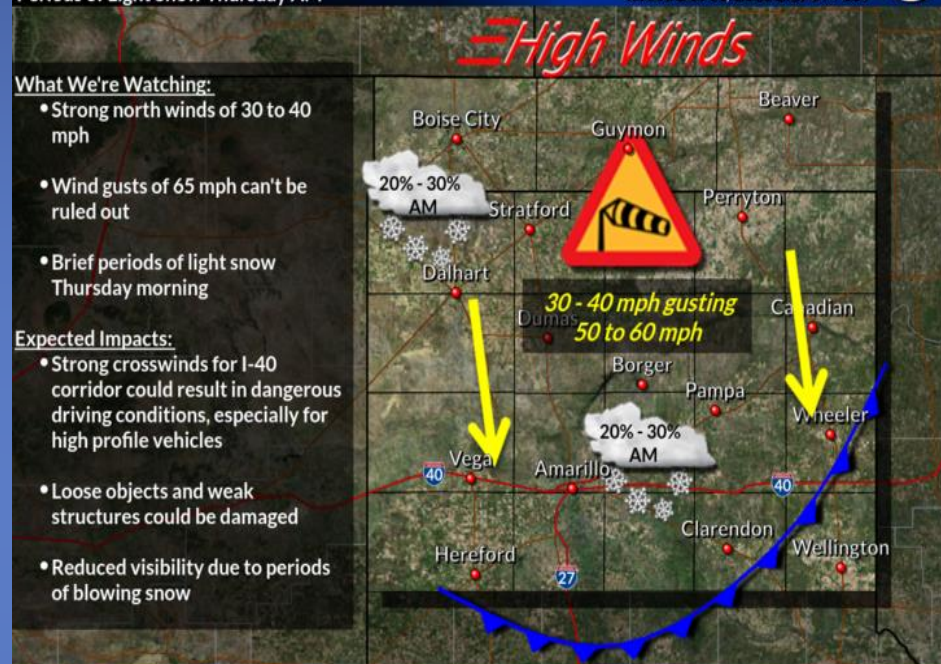 High Winds
What We're Watching:
• Strong north winds of 30 to 40
mph
• Wind gusts of 65 mph can't be
ruled out
• Brief periods of light snow
Thursday morning
Expected Impacts:
• Strong crosswinds for I-40
corridor could result in dangerous
driving conditions, especially for
high profile vehicles
• Loose objects and weak
structures could be damaged
• Reduced visibility due to periods
of blowing snow
Boise City
Beaver
Guymon
20% - 30%
AM
Stratford
Perryton
Dalhart
30 - 40 mph gusting
50 to 60 mph
Dumas
Canadian
Borger
Pampa
Wheeler
20% - 30%
AM
40
Vega
Amarillo
40
Clarendon
Hereford
Wellington
27